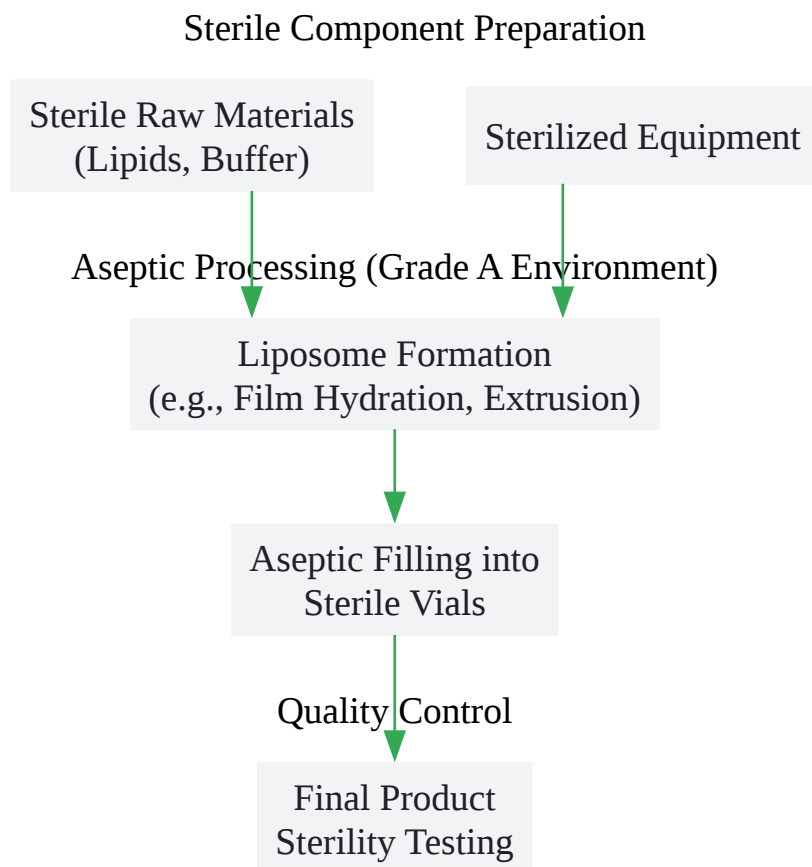 Sterile Component Preparation
Sterile Raw Materials
(Lipids, Buffer)
Sterilized Equipment
Aseptic Processing (Grade A Environment)
Liposome Formation
(e.g., Film Hydration, Extrusion)
Aseptic Filling into
Sterile Vials
Quality Control
Final Product
Sterility Testing